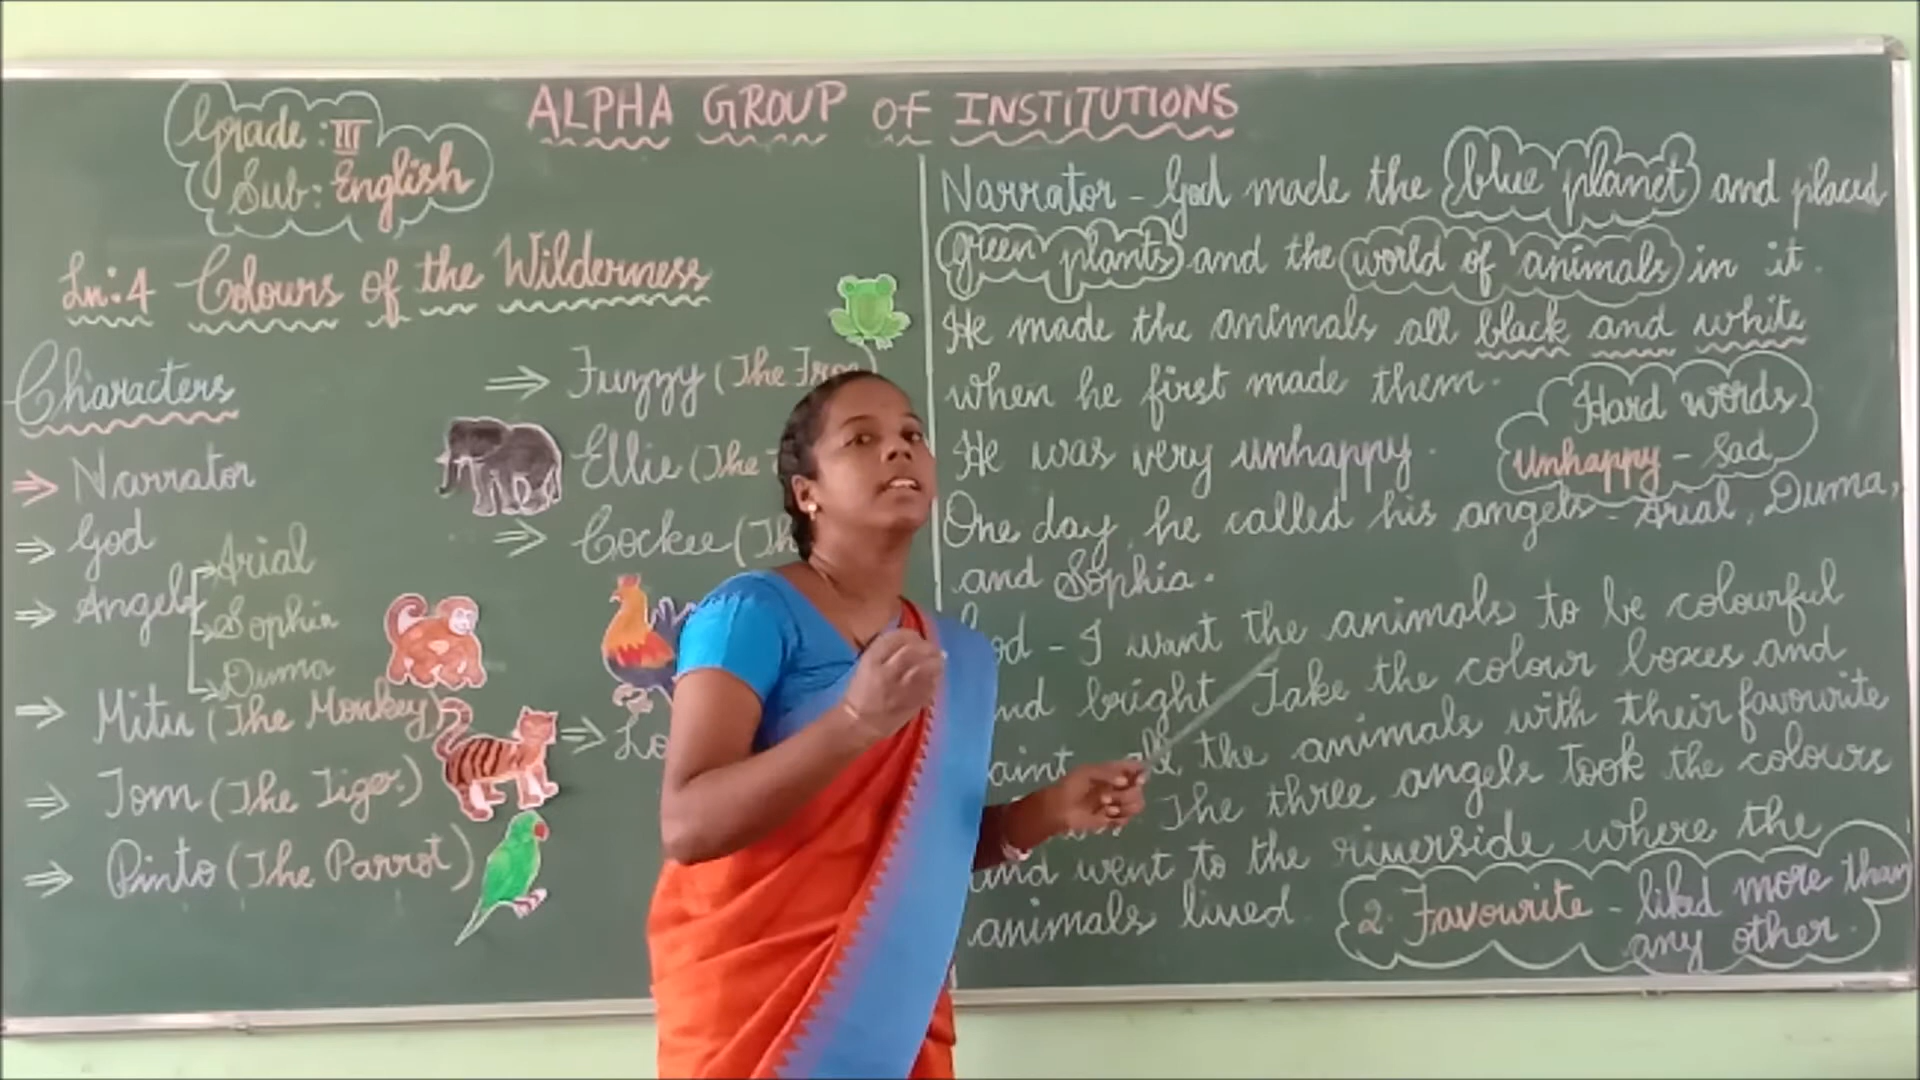 ALPHA GROUP OF INSTITUTIONS
Grade: III
Sub: English
Ln:4 Colours of the Wilderness
Characters
⇒ Narrator
⇒ God
⇒ Angels
Arial
Sophia
Duma
⇒ Mitu (The Monkey)
⇒ Tom (The Tiger)
⇒ Pinto (The Parrot)
⇒ Fuzzy (The Frog
Ellie (The
⇒ Cockee (Th
⇒ Lo
Narrator - God made the blue planet and placed
green plants and the world of animals in it.
He made the animals all black and white
when he first made them.
He was very unhappy.
Hard words
Unhappy - Sad
One day, he called his angels - Arial, Duma,
and Sophia.
God - I want the animals to be colourful
and bright Take the colour boxes and
paint all the animals with their favourite
The three angels took the colours
and went to the riverside where the
animals lived
2. Favourite - liked more than
any other.